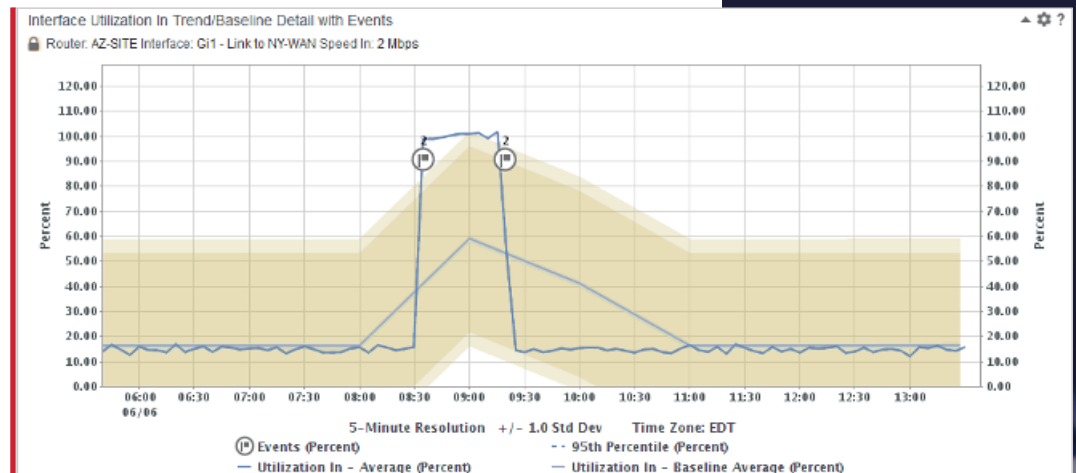 Interface Utilization In Trend/Baseline Detail with Events
?
Router: AZ-SITE Interface: Gi1 - Link to NY-WAN Speed In: 2 Mbps
120.00 120.00
110.00 110.00
100.00 2 2 100.00
90.00 90.00
80.00 80.00
70.00 70.00
60.00 60.00
50.00 50.00
40.00 40.00
30.00 30.00
20.00 20.00
10.00 10.00
0.00 0.00
Percent
Percent
06:00 06:30 07:00 07:30 08:00 08:30 09:00 09:30 10:00 10:30 11:00 11:30 12:00 12:30 13:00
06/06
5-Minute Resolution +/- 1.0 Std Dev Time Zone: EDT
Events (Percent) 95th Percentile (Percent)
Utilization In - Average (Percent) Utilization In - Baseline Average (Percent)